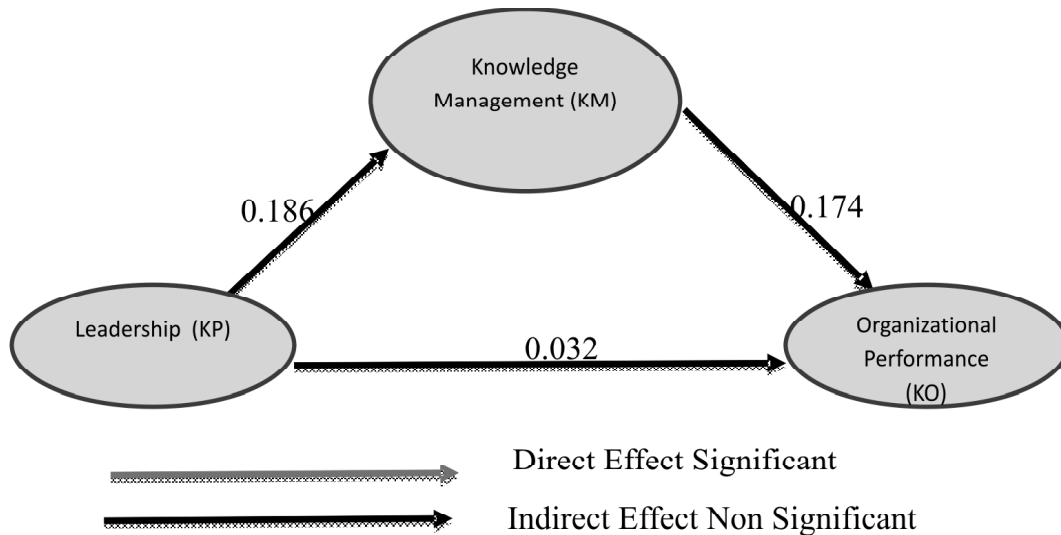 Knowledge
Management (KM)
0.186
0.174
Leadership (KP)
0.032
Organizational
Performance
(KO)
Direct Effect Significant
Indirect Effect Non Significant